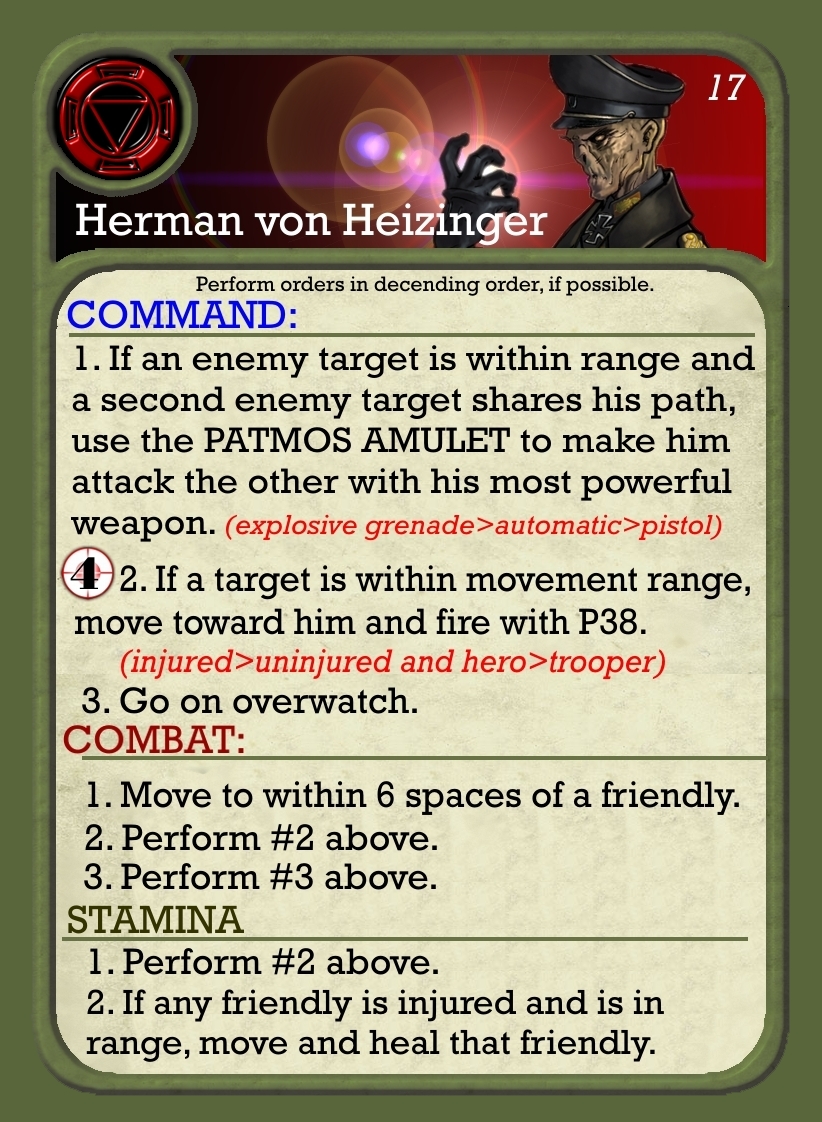 17
Herman von Heizinger
Perform orders in decending order, if possible.
COMMAND:
1. If an enemy target is within range and
a second enemy target shares his path,
use the PATMOS AMULET to make him
attack the other with his most powerful
weapon. (explosive grenade>automatic>pistol)
4 2. If a target is within movement range,
move toward him and fire with P38.
(injured>uninjured and hero>trooper)
3. Go on overwatch.
COMBAT:
1. Move to within 6 spaces of a friendly.
2. Perform #2 above.
3. Perform #3 above.
STAMINA
1. Perform #2 above.
2. If any friendly is injured and is in
range, move and heal that friendly.